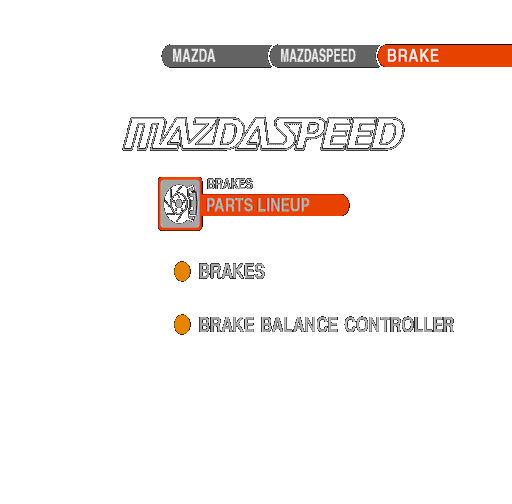 MAZDA MAZDASPEED BRAKE
MAZDASPEED
BRAKES
PARTS LINEUP
BRAKES
BRAKE BALANCE CONTROLLER